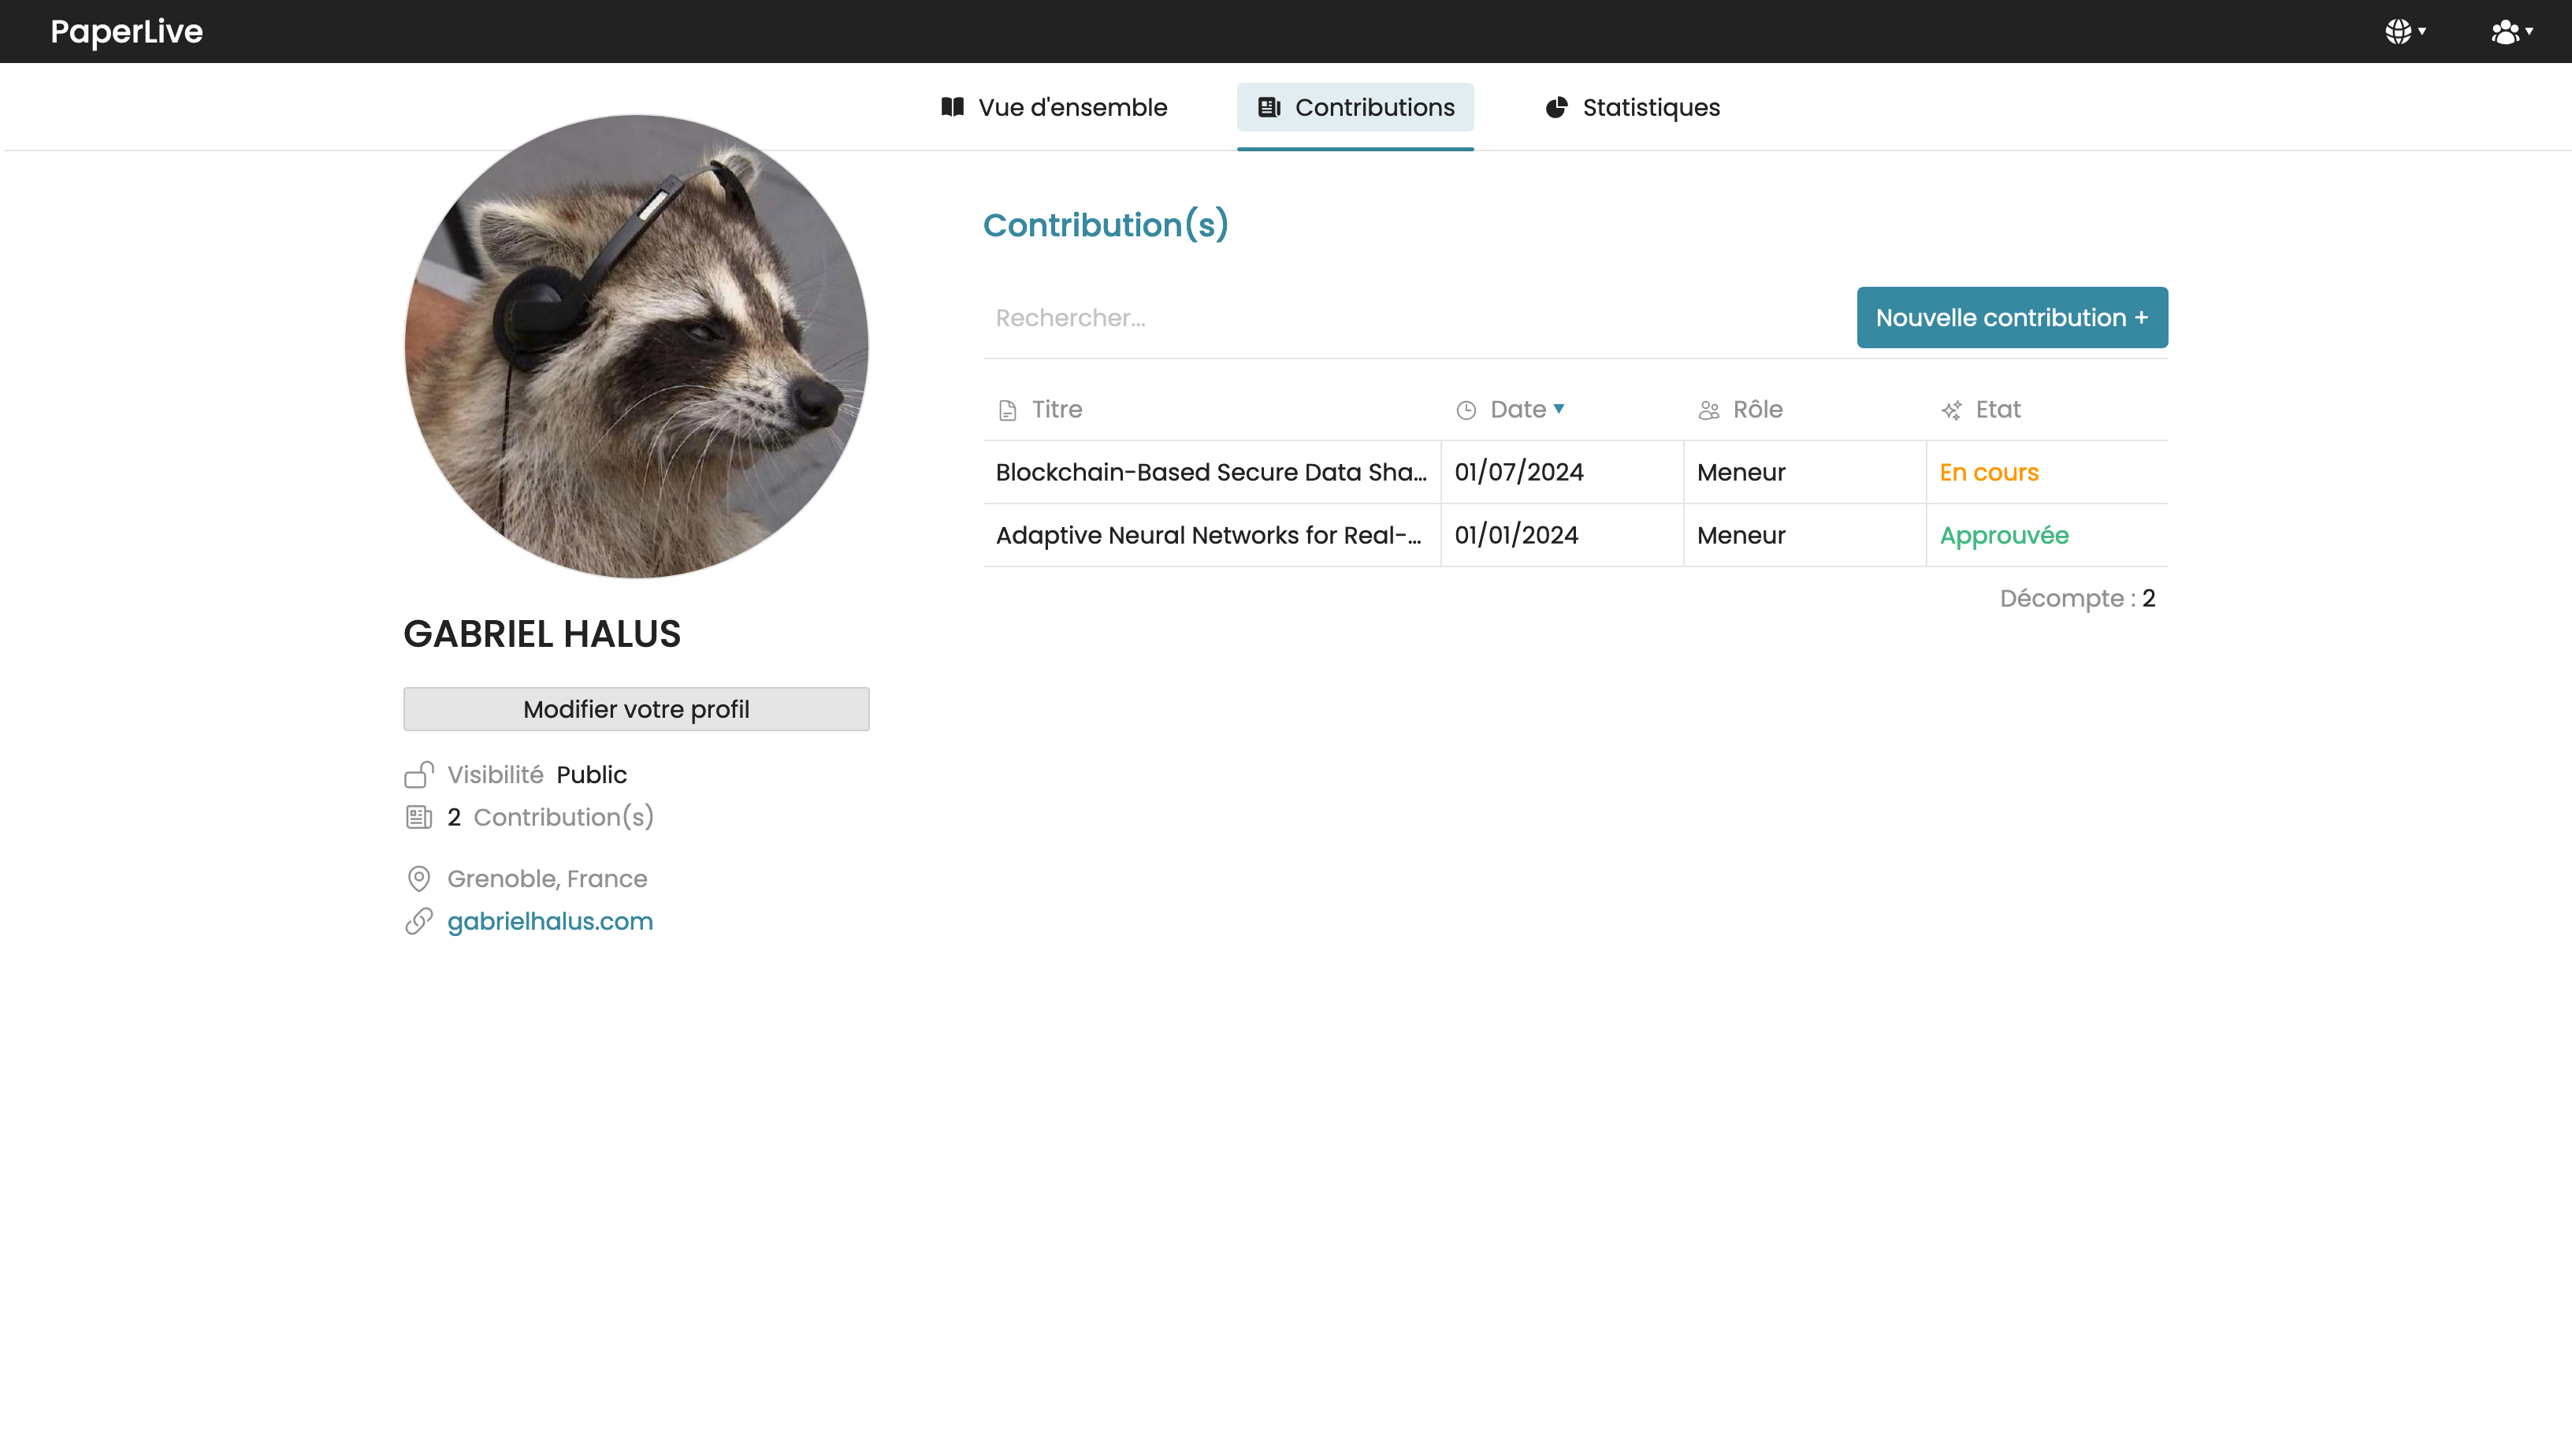 PaperLive
Vue d'ensemble
Contributions
Statistiques
Contribution(s)
Rechercher...
Nouvelle contribution +
Titre Date Rôle Etat
Blockchain-Based Secure Data Sha... 01/07/2024 Meneur En cours
Adaptive Neural Networks for Real-... 01/01/2024 Meneur Approuvée
Décompte : 2
GABRIEL HALUS
Modifier votre profil
Visibilité Public
2 Contribution(s)
Grenoble, France
gabrielhalus.com